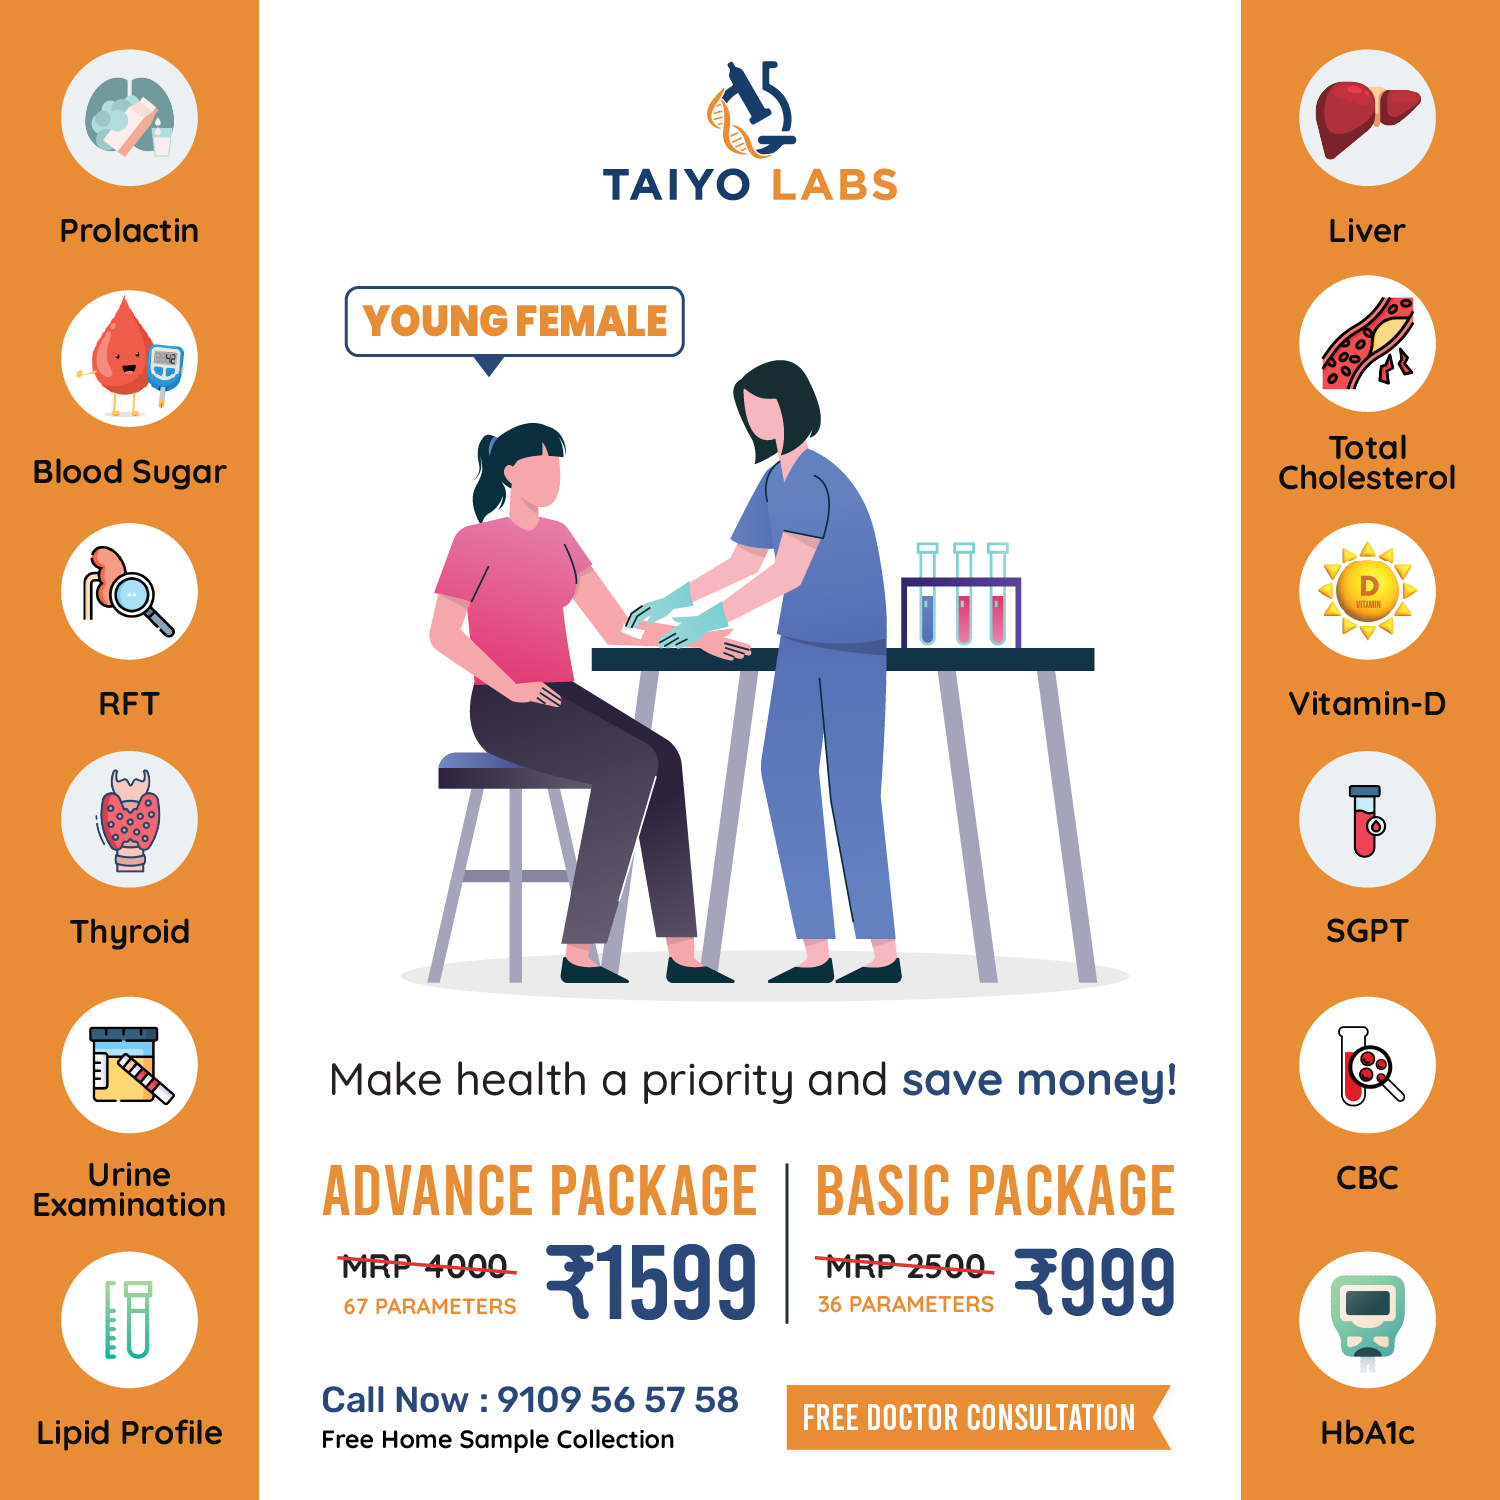 TAIYO LABS
YOUNG FEMALE
Prolactin
Blood Sugar
42
RFT
Thyroid
Urine
Examination
Lipid Profile
Liver
Total
Cholesterol
D
VITAMIN
Vitamin-D
SGPT
CBC
HbA1c
Make health a priority and save money!
ADVANCE PACKAGE
MRP 4000
67 PARAMETERS
₹1599
BASIC PACKAGE
MRP 2500
36 PARAMETERS
₹999
Call Now : 9109 56 57 58
Free Home Sample Collection
FREE DOCTOR CONSULTATION